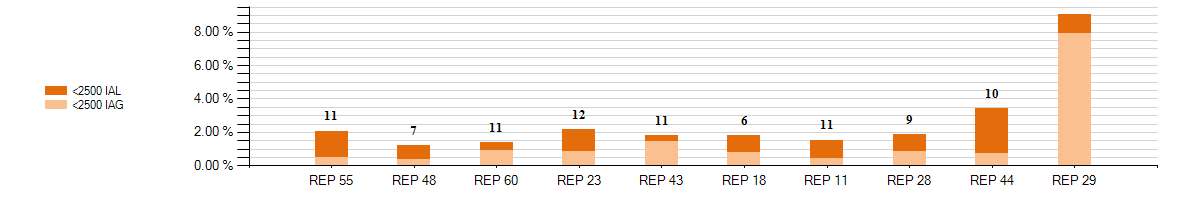 8.00 %
6.00 %
4.00 %
2.00 %
0.00 %
<2500 IAL
<2500 IAG
11
7
11
12
11
6
11
9
10
REP 55
REP 48
REP 60
REP 23
REP 43
REP 18
REP 11
REP 28
REP 44
REP 29